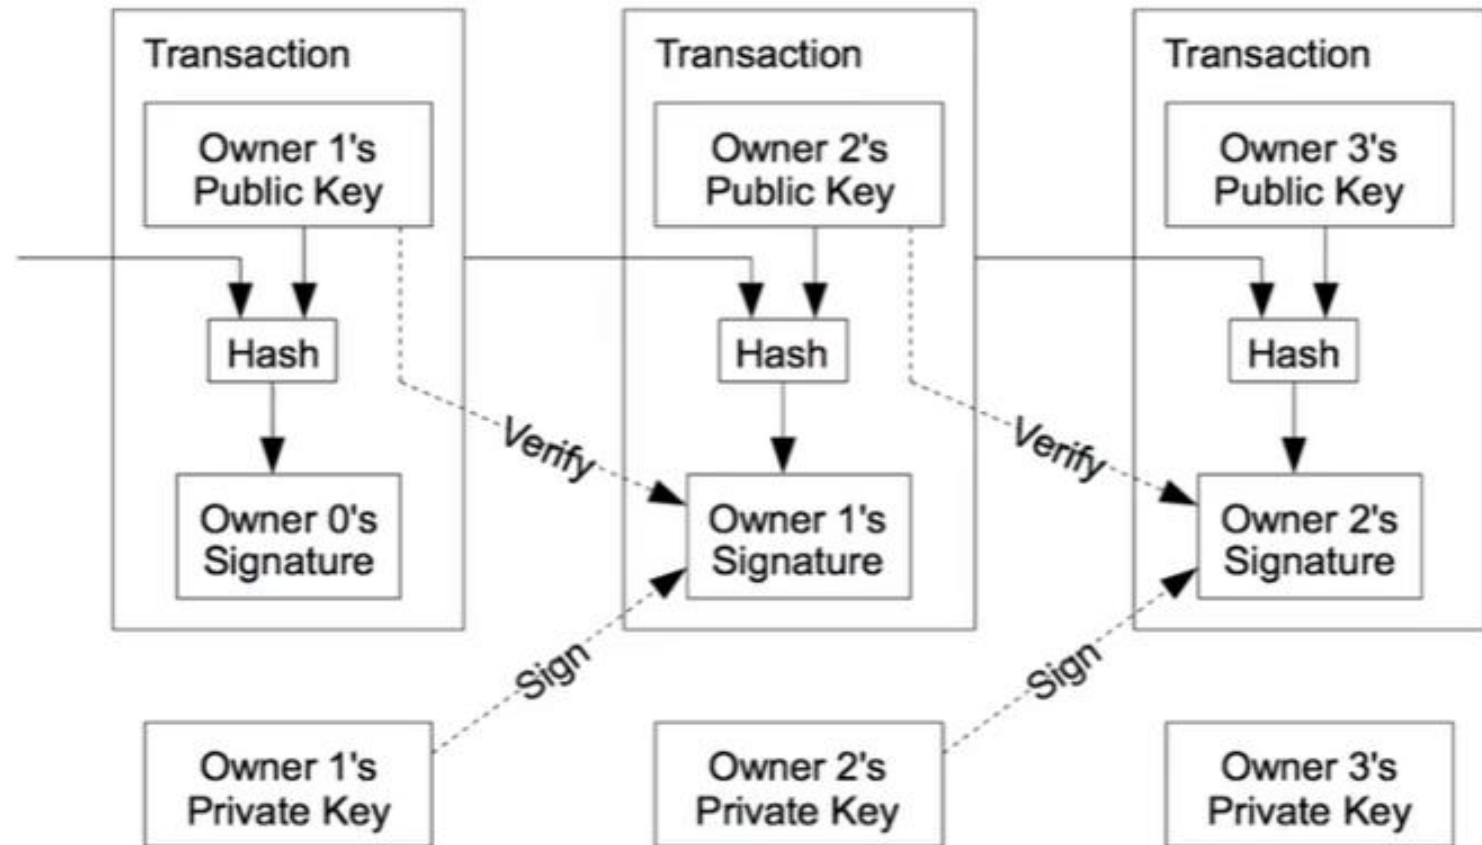 Transaction
Transaction
Transaction
Owner 1's
Public Key
Owner 2's
Public Key
Owner 3's
Public Key
Hash
Hash
Hash
Verify
Verify
Owner 0's
Signature
Owner 1's
Signature
Owner 2's
Signature
Sign
Sign
Owner 1's
Private Key
Owner 2's
Private Key
Owner 3's
Private Key